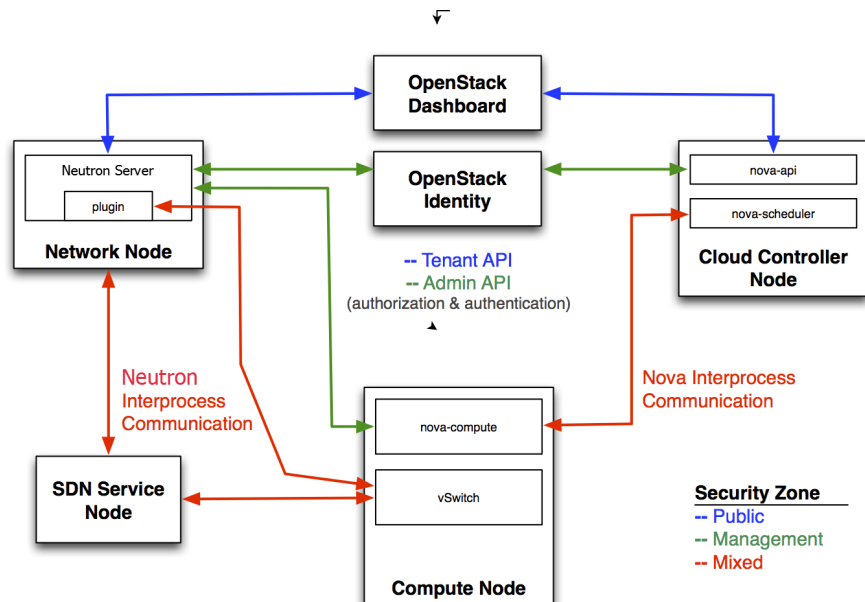 OpenStack
Dashboard
Neutron Server
plugin
Network Node
OpenStack
Identity
nova-api
nova-scheduler
Cloud Controller
Node
-- Tenant API
-- Admin API
(authorization & authentication)
Neutron
Interprocess
Communication
Nova Interprocess
Communication
nova-compute
vSwitch
Compute Node
SDN Service
Node
Security Zone
-- Public
-- Management
-- Mixed